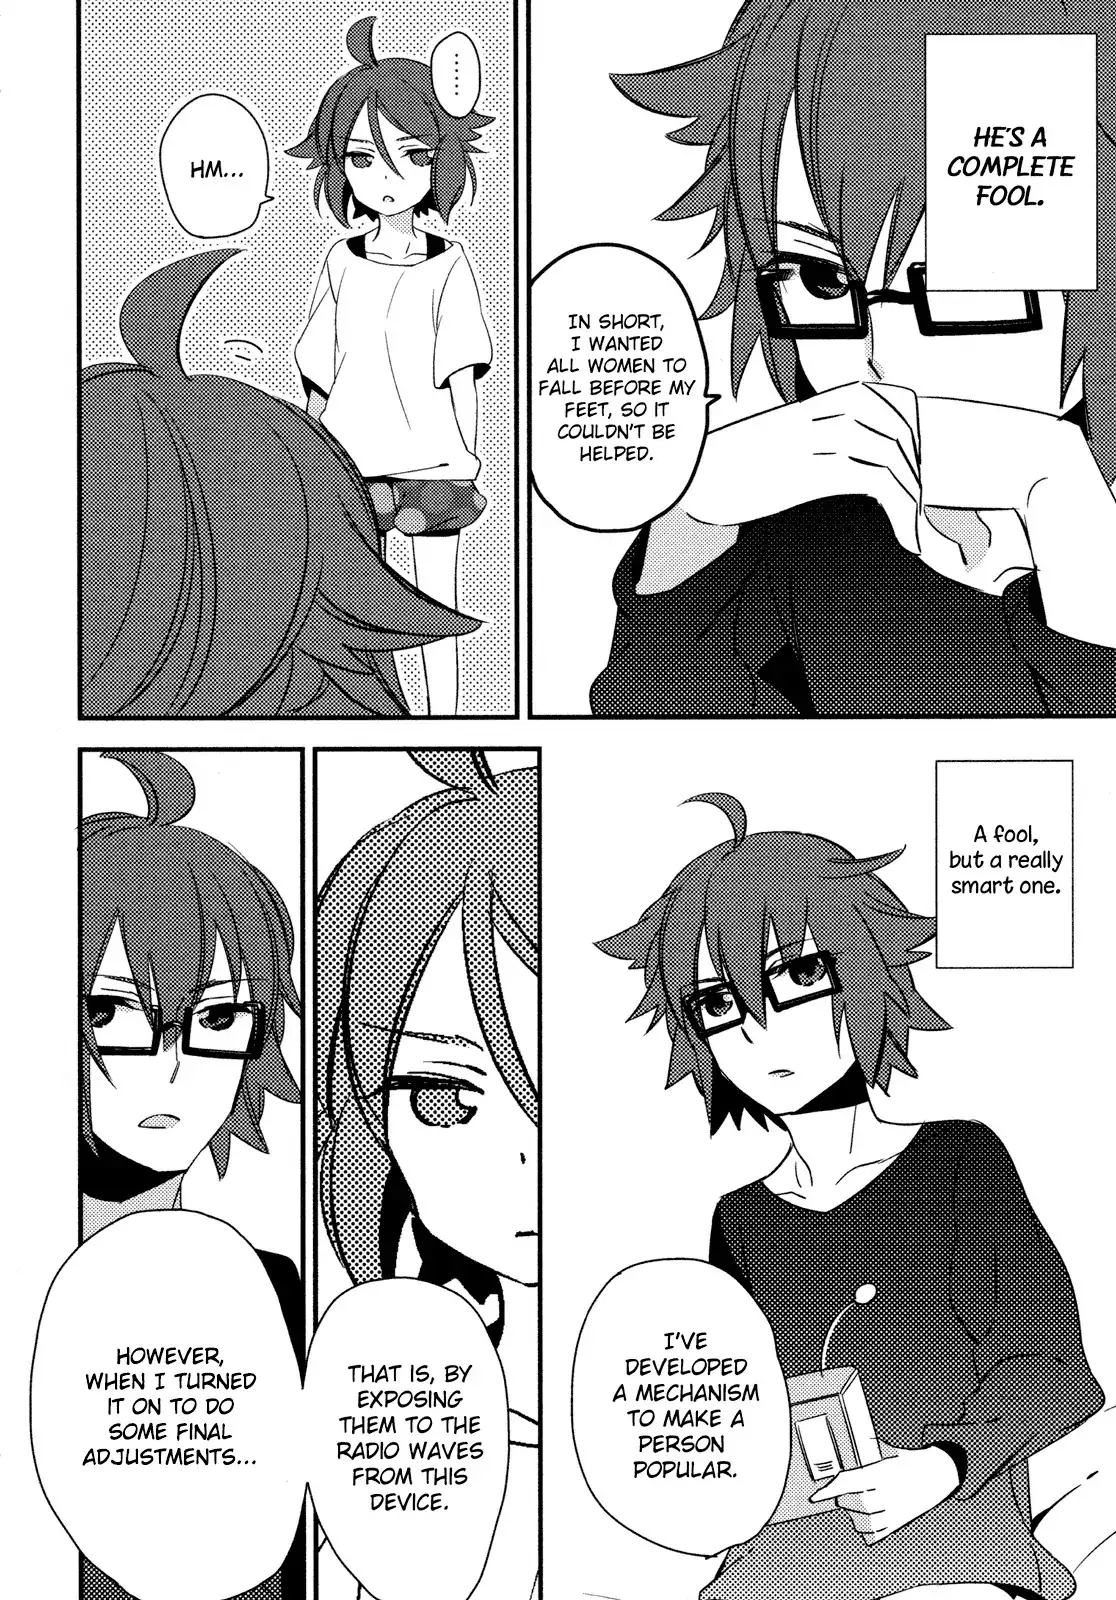 HE'S A
COMPLETE
FOOL.
IN SHORT,
I WANTED
ALL WOMEN TO
FALL BEFORE MY
FEET, SO IT
COULDN'T BE
HELPED.
......
HM...
A fool,
but a really
smart one.
I'VE
DEVELOPED
A MECHANISM
TO MAKE A
PERSON
POPULAR.
THAT IS, BY
EXPOSING
THEM TO THE
RADIO WAVES
FROM THIS
DEVICE.
HOWEVER,
WHEN I TURNED
IT ON TO DO
SOME FINAL
ADJUSTMENTS...